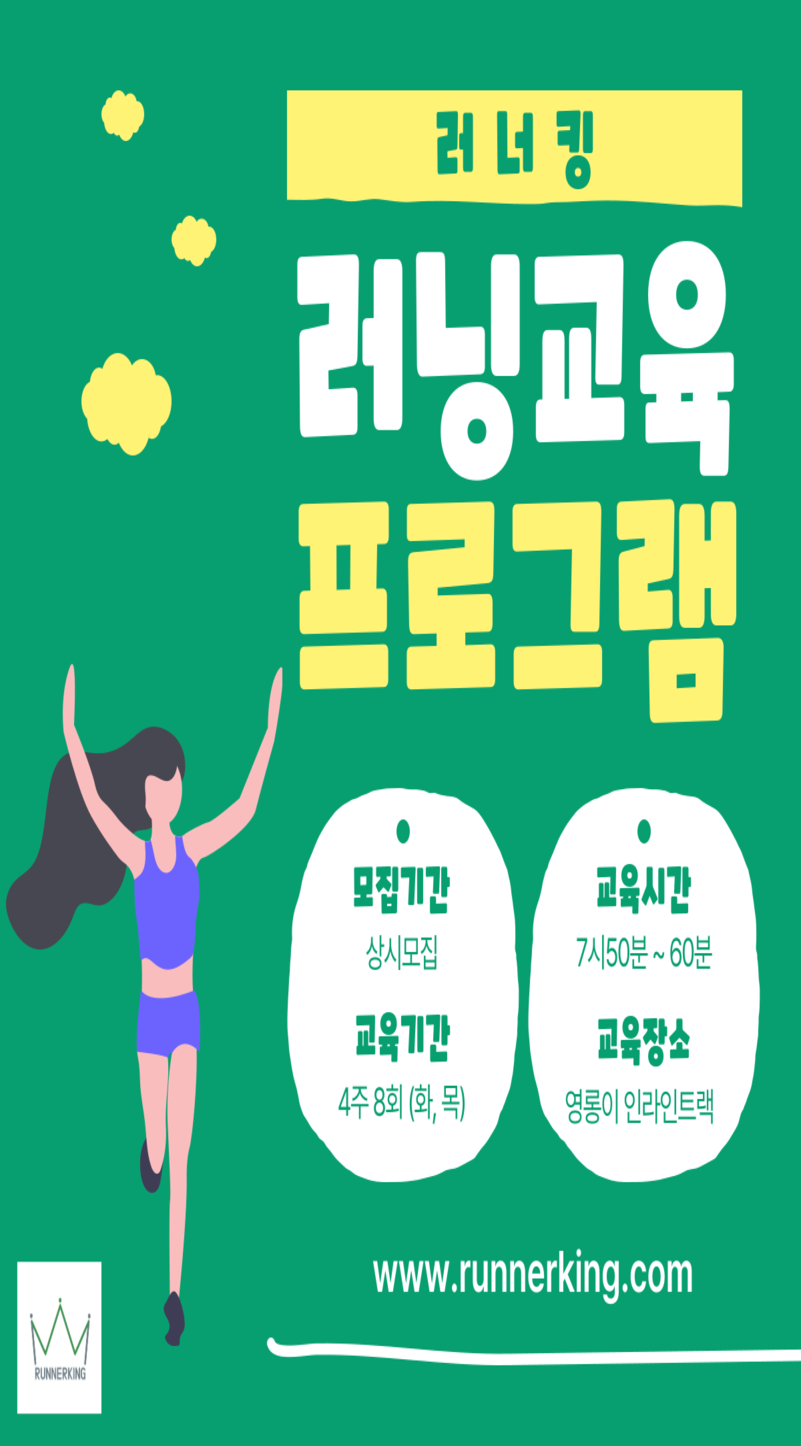 러너킹
러닝교육
프로그램
모집기간
상시모집
교육기간
4주 8회 (화, 목)
교육시간
7시50분 ~ 60분
교육장소
영롱이 인라인트랙
www.runnerking.com
RUNNERKING